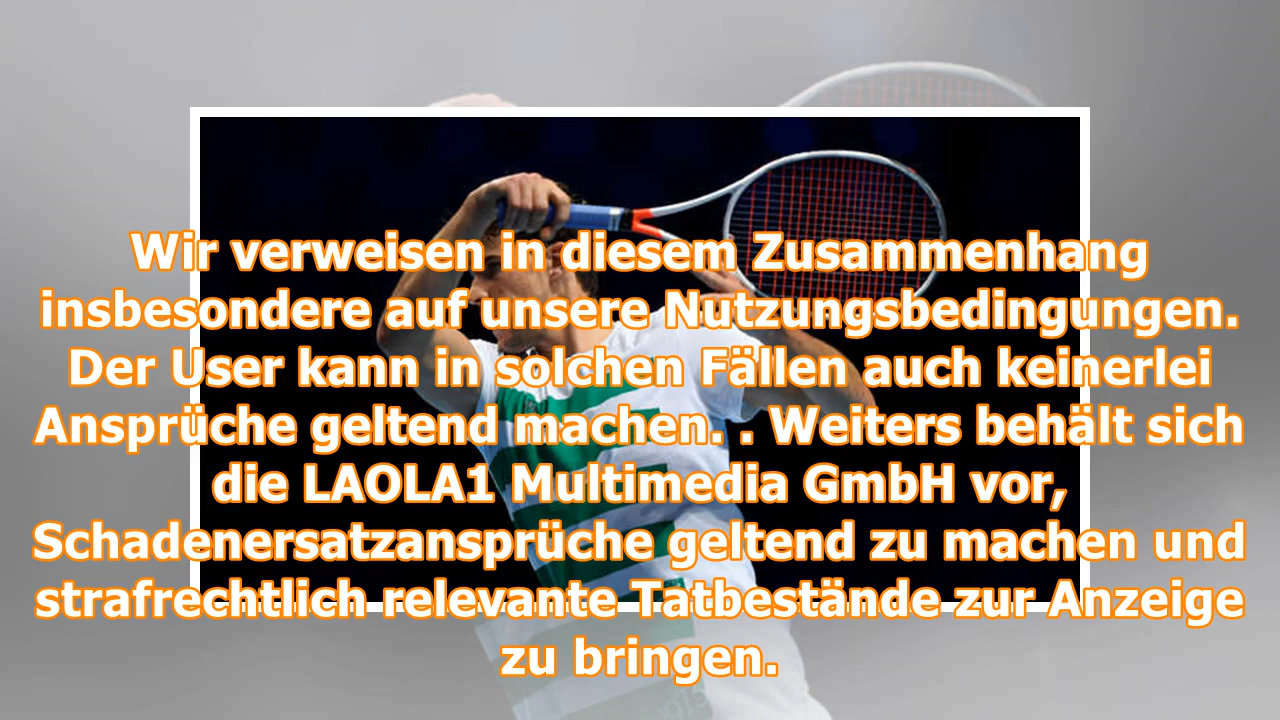 Wir verweisen in diesem Zusammenhang
insbesondere auf unsere Nutzungsbedingungen.
Der User kann in solchen Fällen auch keinerlei
Ansprüche geltend machen. . Weiters behält sich
die LAOLA1 Multimedia GmbH vor,
Schadenersatzansprüche geltend zu machen und
strafrechtlich relevante Tatbestände zur Anzeige
zu bringen.